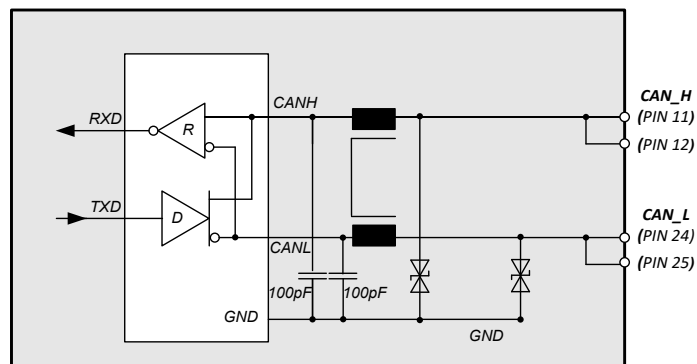 CANH
CAN_H
(PIN 11)
RXD
R
(PIN 12)
TXD
D
CAN_L
(PIN 24)
CANL
(PIN 25)
100pF
100pF
GND
GND